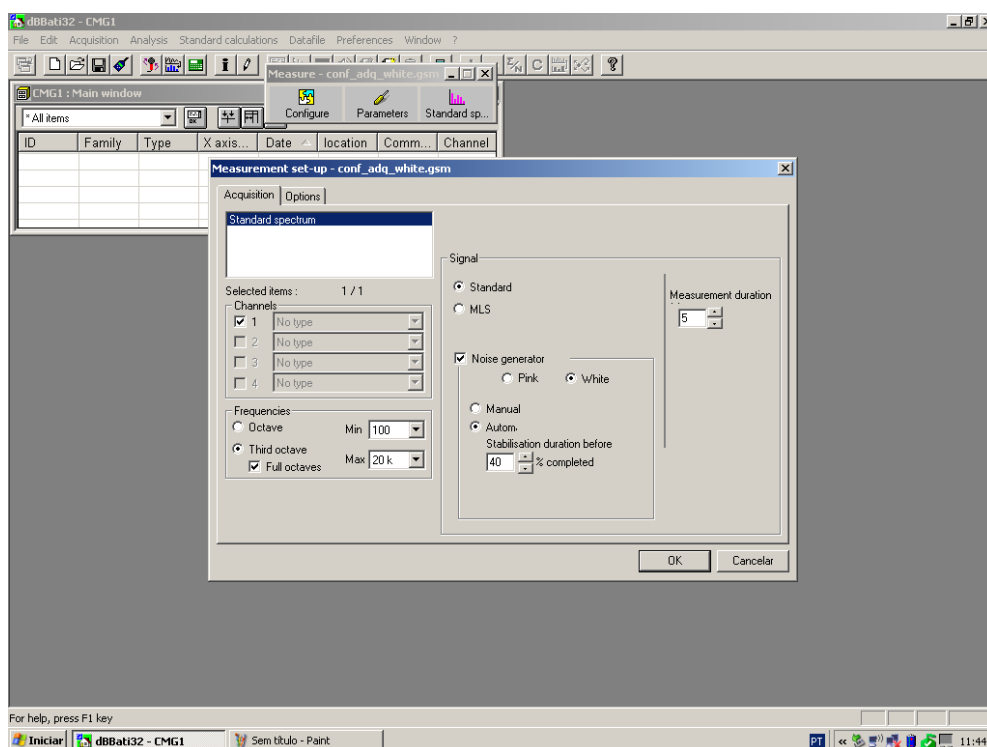 dBBati32 - CMG1
File Edit Acquisition Analysis Standard calculations Datafile Preferences Window ?
Measure - conf_adq_white.gsm
Configure Parameters Standard sp...
CMG1 : Main window
* All items
ID Family Type X axis... Date location Comm... Channel
Measurement set-up - conf_adq_white.gsm
Acquisition Options
Standard spectrum
Selected items : 1 / 1
Channels
1 No type
2 No type
3 No type
4 No type
Frequencies
Octave
Third octave
Full octaves
Min 100
Max 20 k
Signal
Standard
MLS
Measurement duration
5
Noise generator
Pink White
Manual
Autom.
Stabilisation duration before
40 % completed
OK Cancelar
For help, press F1 key
Iniciar dBBati32 - CMG1 Sem título - Paint PT « 11:44